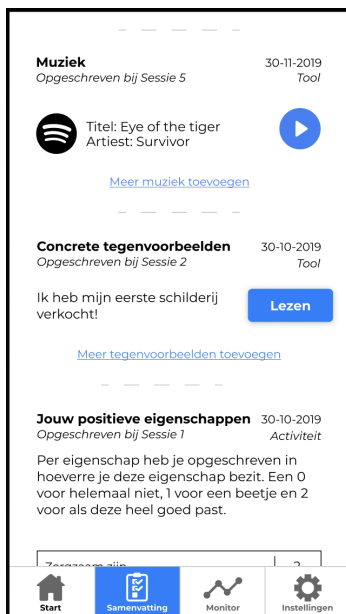 Muziek 30-11-2019
Opgeschreven bij Sessie 5 Tool
Titel: Eye of the tiger
Artiest: Survivor
Meer muziek toevoegen
Concrete tegenvoorbeelden 30-10-2019
Opgeschreven bij Sessie 2 Tool
Ik heb mijn eerste schilderij
verkocht!
Lezen
Meer tegenvoorbeelden toevoegen
Jouw positieve eigenschappen 30-10-2019
Opgeschreven bij Sessie 1 Activiteit
Per eigenschap heb je opgeschreven in
hoeverre je deze eigenschap bezit. Een 0
voor helemaal niet, 1 voor een beetje en 2
voor als deze heel goed past.
Zorgzaam zijn 2
Start Samenvatting Monitor Instellingen